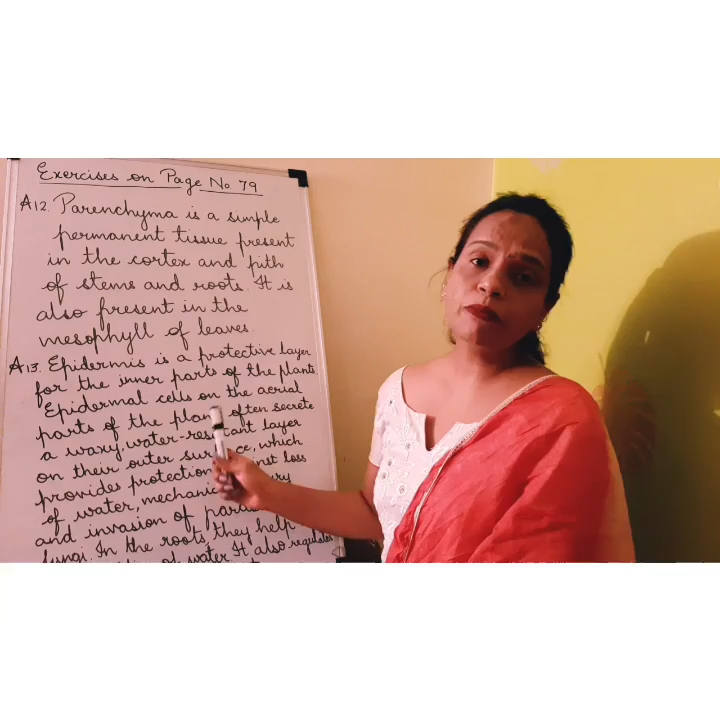 Exercises on Page No. 79
A12. Parenchyma is a simple
permanent tissue present
in the cortex and pith
of stems and roots. It is
also present in the
mesophyll of leaves.
A13. Epidermis is a protective layer
for the inner parts of the plants
Epidermal cells on the aerial
parts of the plant often secrete
a waxy, water-resistant layer
on their outer surface, which
provides protection against loss
of water, mechanical injury
and invasion of
fungi. In the roots, they help
of water. It also regulates